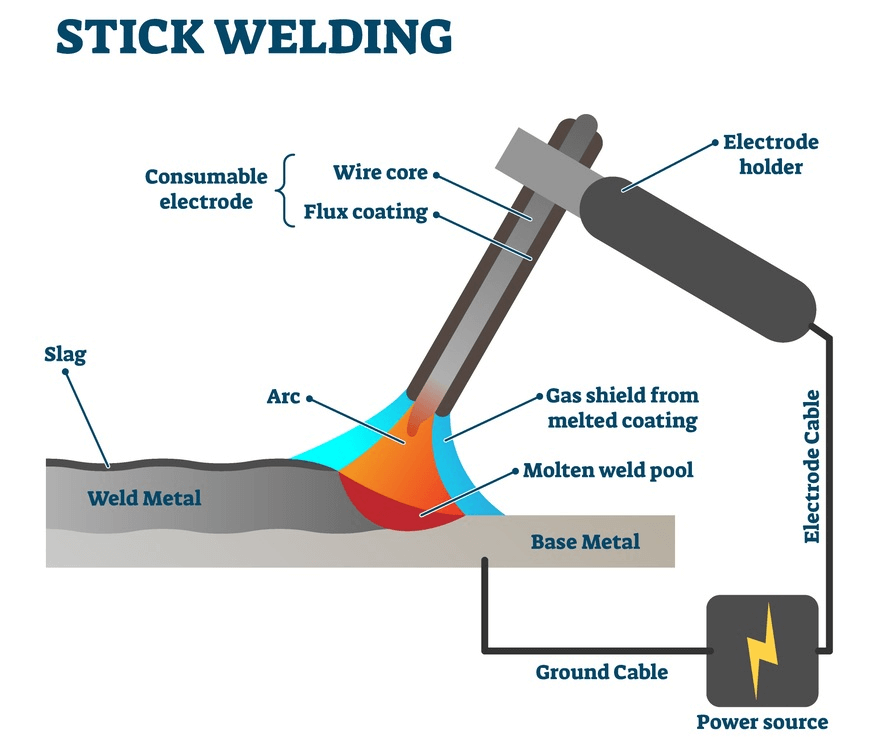 STICK WELDING
Electrode
holder
Consumable
electrode
Wire core
Flux coating
Slag
Arc
Gas shield from
melted coating
Molten weld pool
Weld Metal
Base Metal
Electrode Cable
Ground Cable
Power source